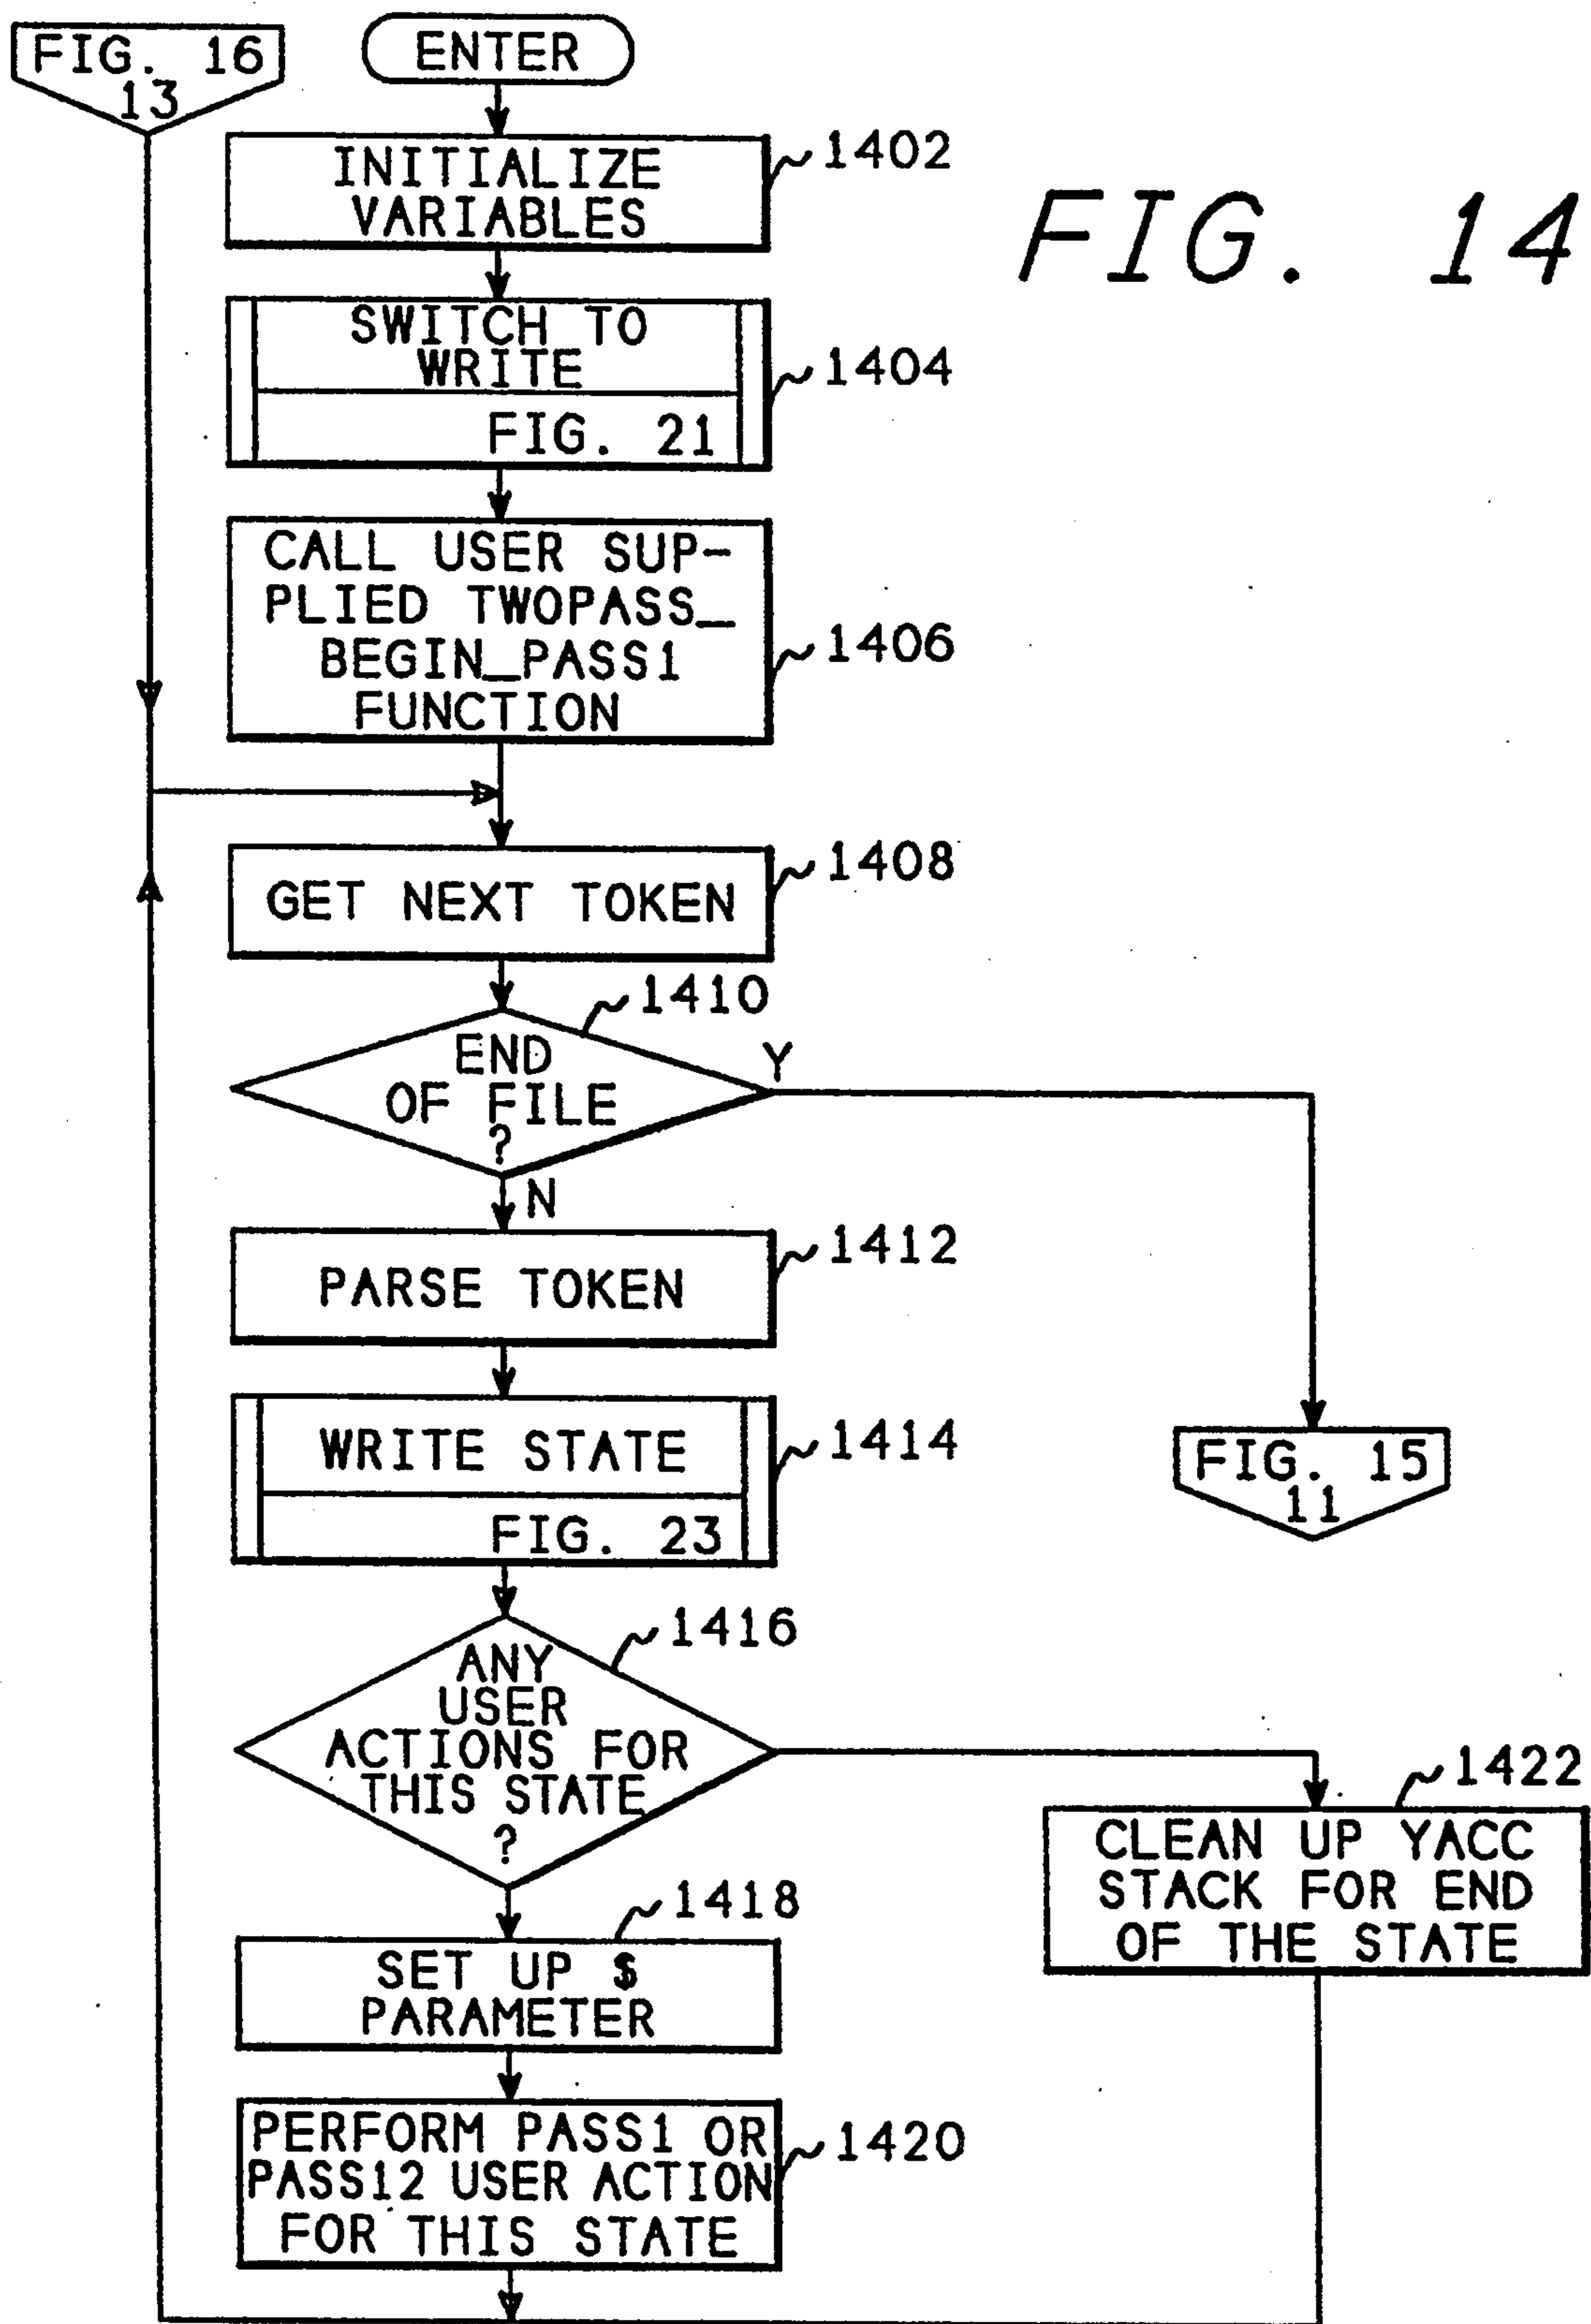 FIG. 16
13
ENTER
INITIALIZE
VARIABLES
1402
FIG. 14
SWITCH TO
WRITE
FIG. 21
1404
CALL USER SUP-
PLIED TWOPASS_
BEGIN_PASS1
FUNCTION
1406
GET NEXT TOKEN
1408
1410
END
OF FILE
?
Y
N
PARSE TOKEN
1412
WRITE STATE
FIG. 23
1414
FIG. 15
11
1416
ANY
USER
ACTIONS FOR
THIS STATE
?
1422
CLEAN UP YACC
STACK FOR END
OF THE STATE
1418
SET UP $
PARAMETER
PERFORM PASS1 OR
PASS12 USER ACTION
FOR THIS STATE
1420